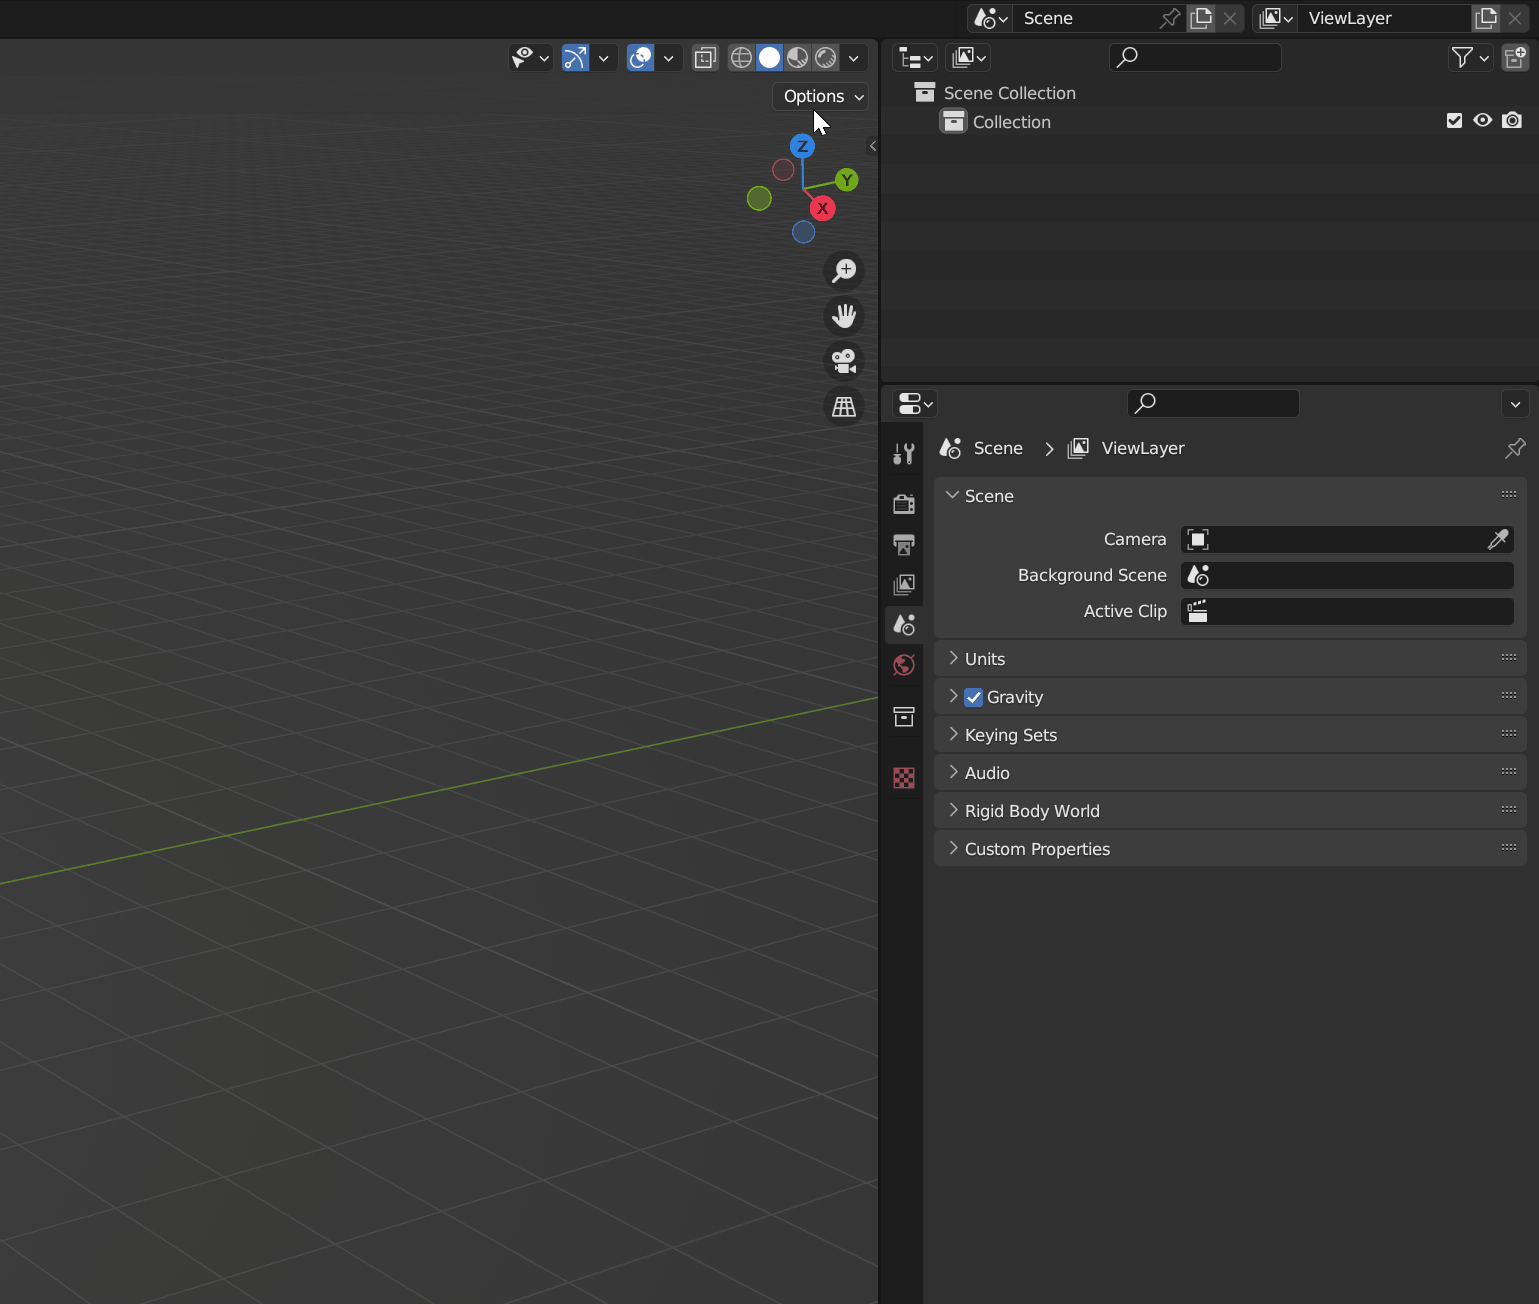 Scene
ViewLayer
Options
Scene Collection
Collection
Z
Y
X
Scene
ViewLayer
Scene
Camera
Background Scene
Active Clip
Units
Gravity
Keying Sets
Audio
Rigid Body World
Custom Properties